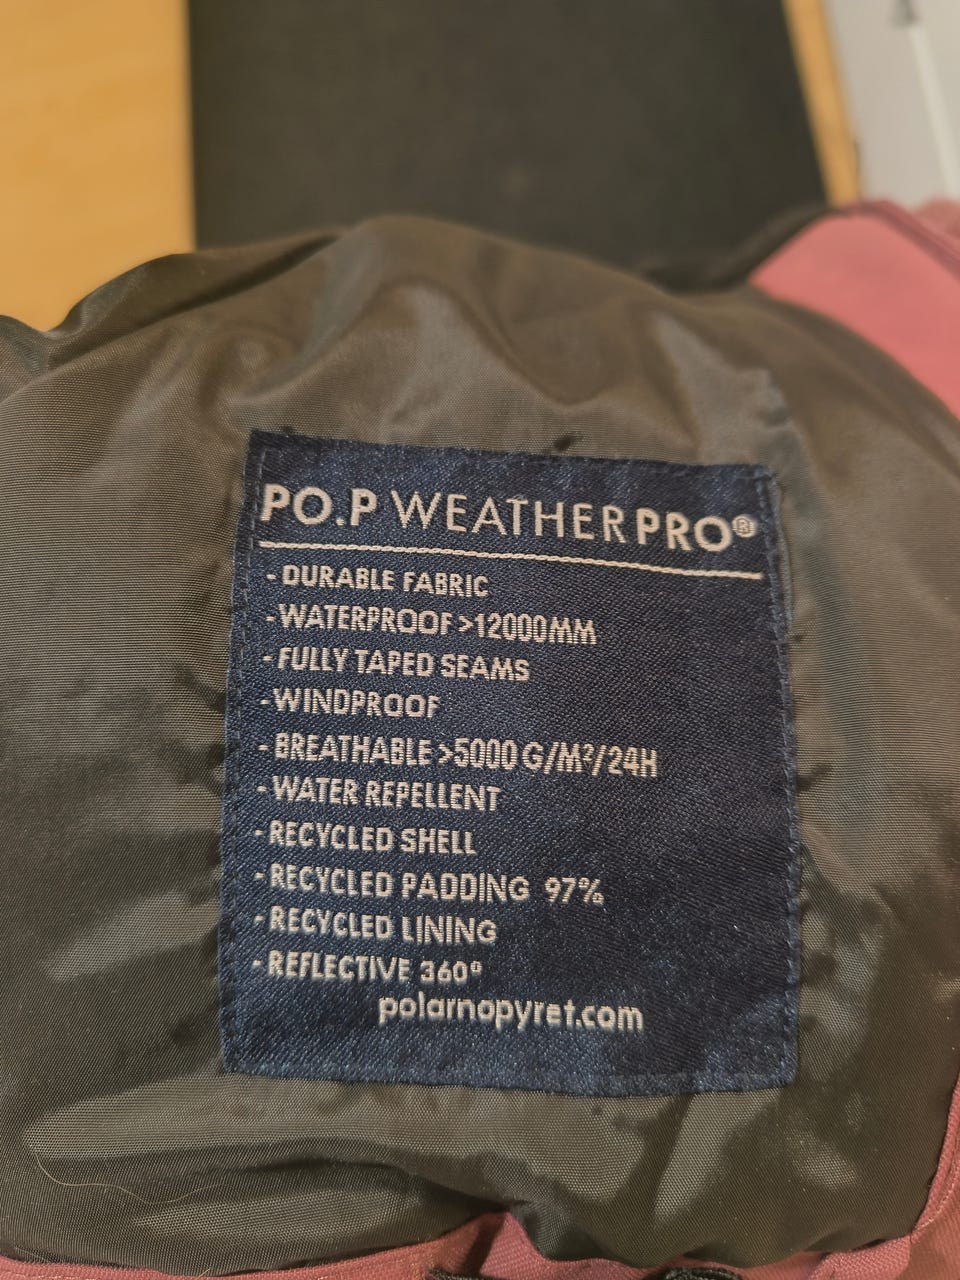 PO.P WEATHERPRO®
- DURABLE FABRIC
- WATERPROOF >12000MM
- FULLY TAPED SEAMS
- WINDPROOF
- BREATHABLE >5000 G/M²/24H
- WATER REPELLENT
- RECYCLED SHELL
- RECYCLED PADDING 97%
- RECYCLED LINING
- REFLECTIVE 360º
polarnopyret.com